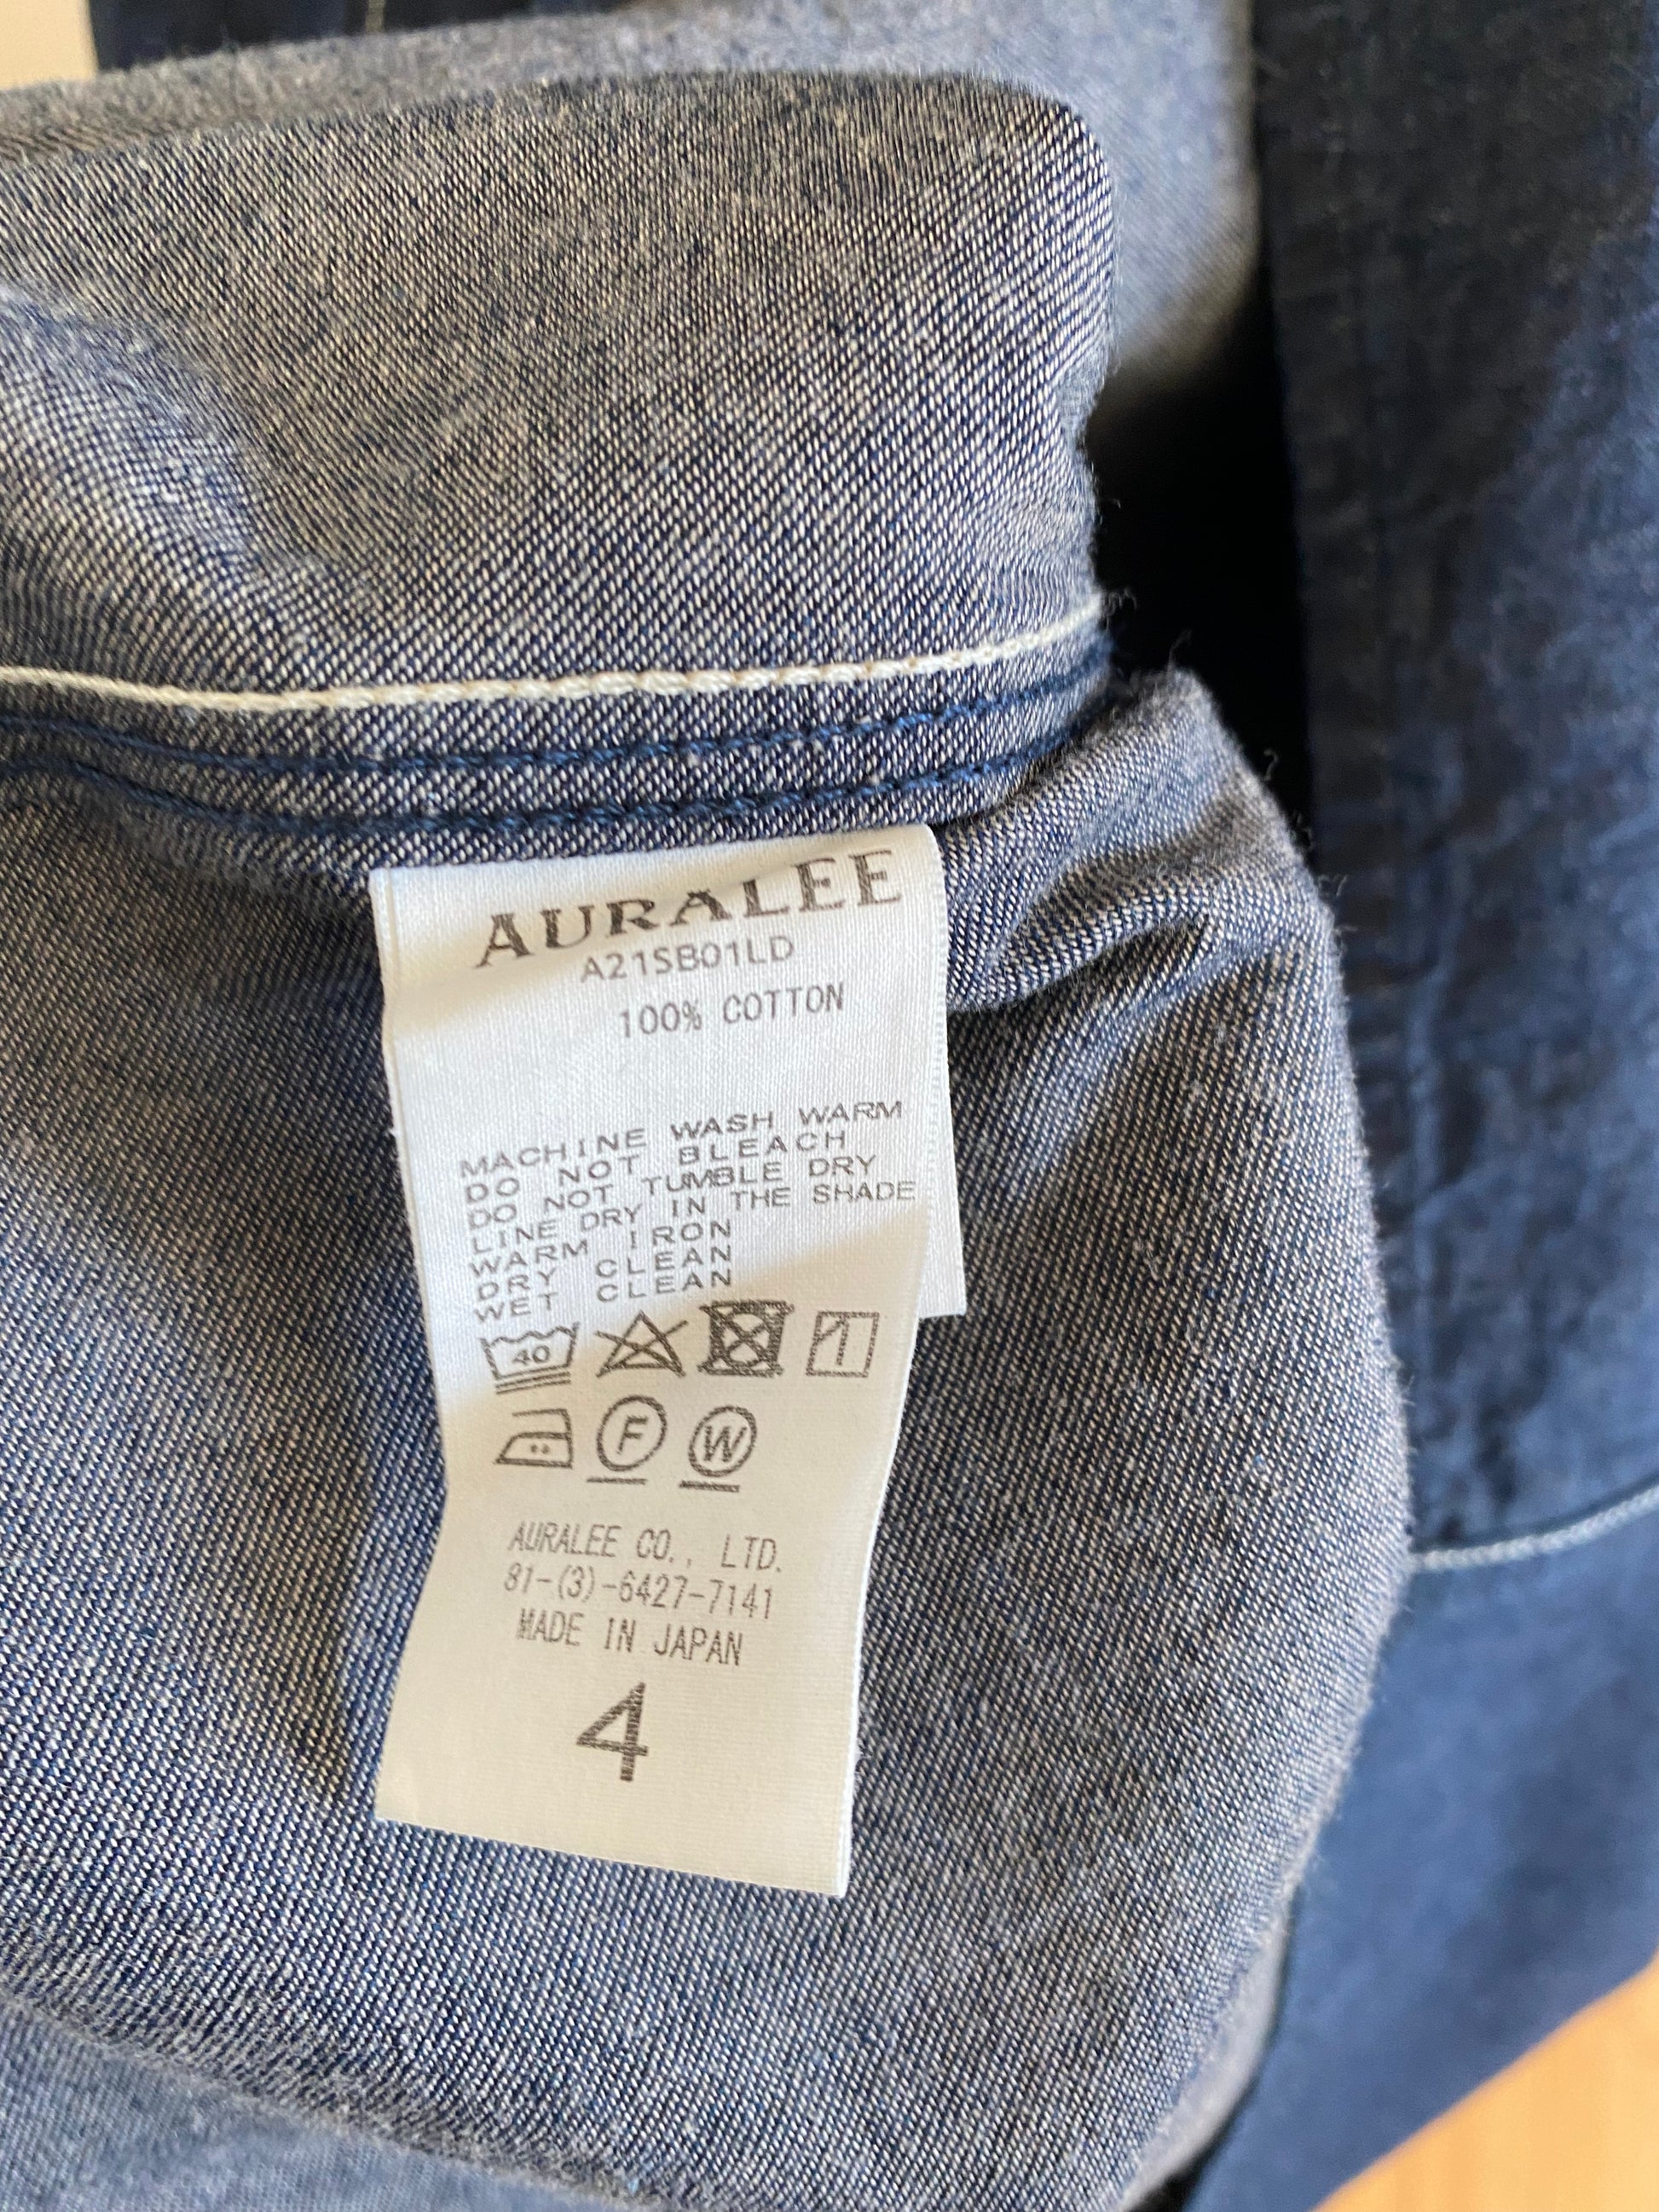 AURALEE
A21SB01LD
100% COTTON
MACHINE WASH WARM
DO NOT BLEACH
DO NOT TUMBLE DRY
LINE DRY IN THE SHADE
WARM IRON
DRY CLEAN
WET CLEAN
40
F W
AURALEE CO., LTD.
81-(3)-6427-7141
MADE IN JAPAN
4